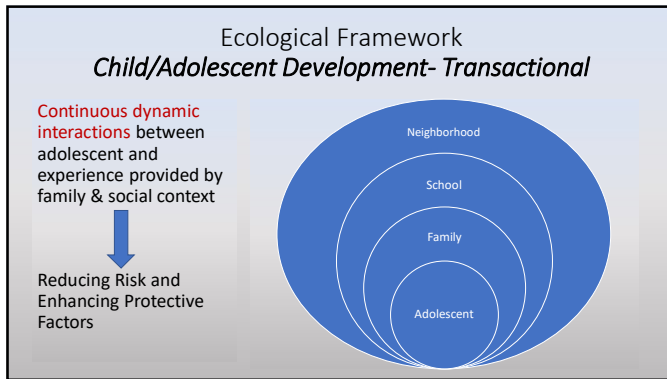 Ecological Framework
Child/Adolescent Development- Transactional
Continuous dynamic
interactions between
adolescent and
experience provided by
family & social context
Reducing Risk and
Enhancing Protective
Factors
Neighborhood
School
Family
Adolescent